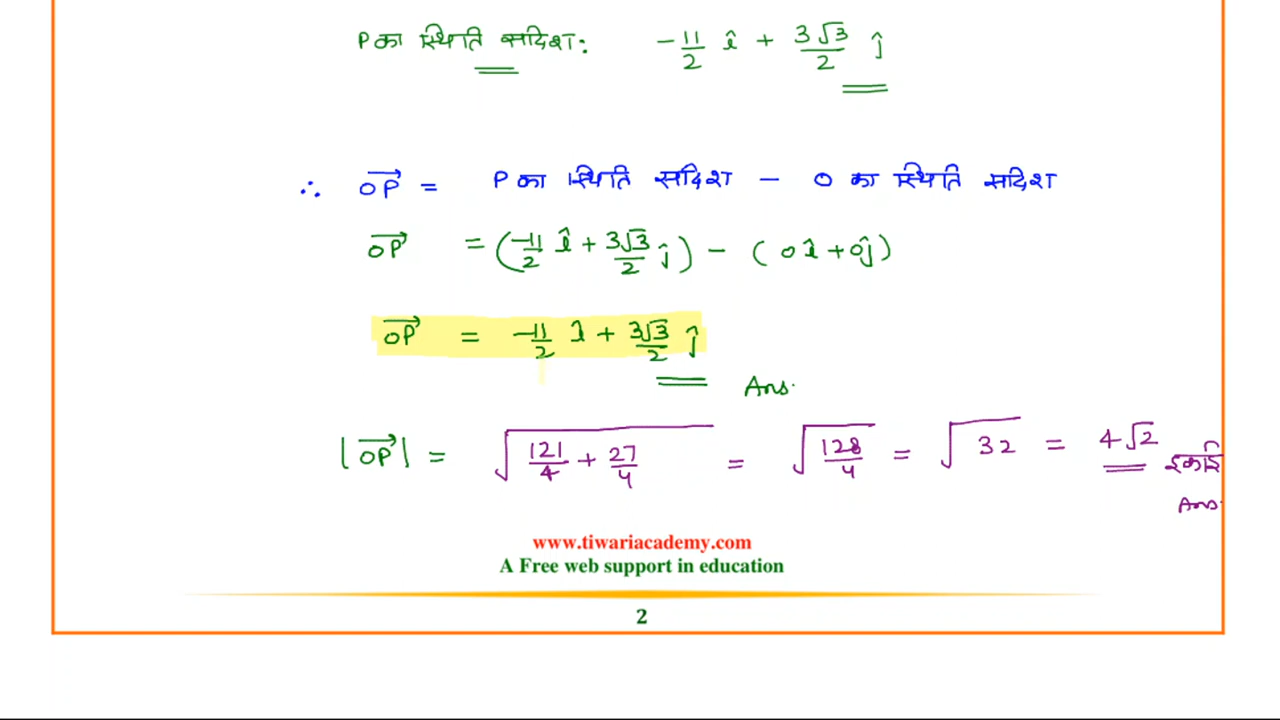 P का स्थिति सदिश : -11/2 î + 3√3/2 ĵ
∴ OP⃗ = P का स्थिति सदिश - O का स्थिति सदिश
OP⃗ = (-11/2 î + 3√3/2 ĵ) - (0î + 0ĵ)
OP⃗ = -11/2 î + 3√3/2 ĵ
Ans.
|OP⃗| = √(121/4 + 27/4) = √(128/4) = √32 = 4√2
Ans.
www.tiwariacademy.com
A Free web support in education
2